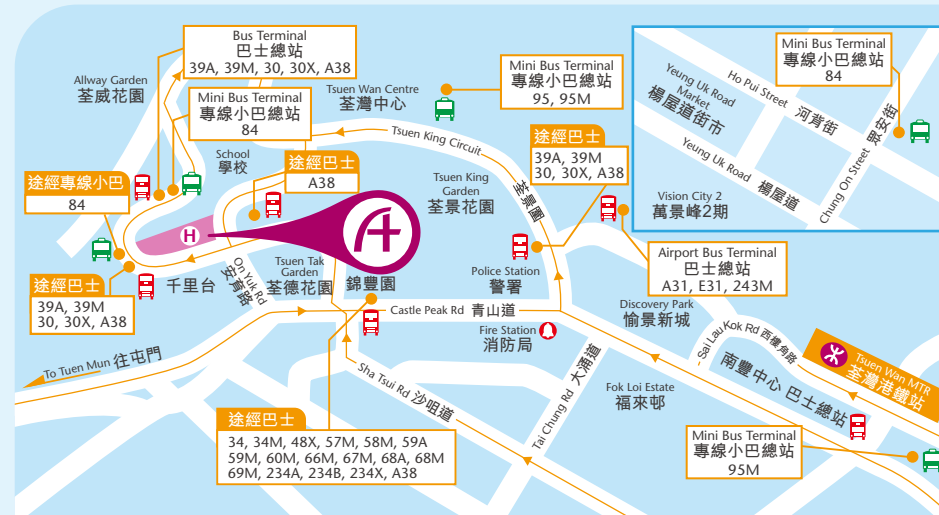 Bus Terminal
巴士總站
39A, 39M, 30, 30X, A38
Allway Garden
荃威花園
Mini Bus Terminal
專線小巴總站
84
Tsuen Wan Centre
荃灣中心
Mini Bus Terminal
專線小巴總站
95, 95M
Mini Bus Terminal
專線小巴總站
84
Yeung Uk Road
Market
楊屋道街市
Ho Pui Street 河背街
Yeung Uk Road 楊屋道
Chung On Street 眾安街
Vision City 2
萬景峰2期
School
學校
途經巴士
A38
Tsuen King Circuit
荃景圍
途經巴士
39A, 39M
30, 30X, A38
Tsuen King
Garden
荃景花園
途經專線小巴
84
H
途經巴士
39A, 39M
30, 30X, A38
千里台
On Yuk Rd
安育路
Tsuen Tak
Garden
荃德花園
錦豐園
Police Station
警署
Airport Bus Terminal
巴士總站
A31, E31, 243M
Castle Peak Rd 青山道
Discovery Park
愉景新城
Fire Station
消防局
Sai Lau Kok Rd 西樓角路
Tsuen Wan MTR
荃灣港鐵站
南豐中心 巴士總站
To Tuen Mun 往屯門
Sha Tsui Rd 沙咀道
Tai Chung Rd 大涌道
Fok Loi Estate
福來邨
途經巴士
34, 34M, 48X, 57M, 58M, 59A
59M, 60M, 66M, 67M, 68A, 68M
69M, 234A, 234B, 234X, A38
Mini Bus Terminal
專線小巴總站
95M